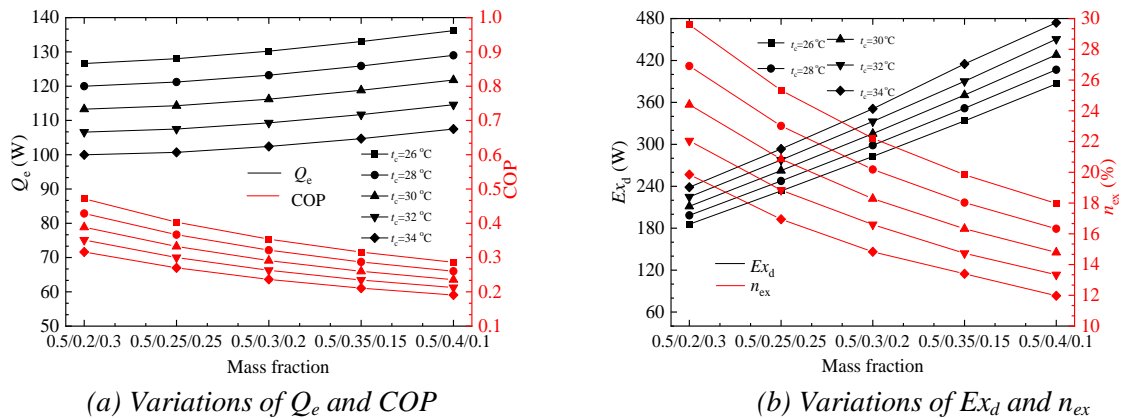 140
130
120
110
100
90
80
70
60
50
Qe (W)
1.0
0.9
0.8
0.7
0.6
0.5
0.4
0.3
0.2
0.1
COP
Qe
COP
tc=26 °C
tc=28 °C
tc=30 °C
tc=32 °C
tc=34 °C
0.5/0.2/0.3 0.5/0.25/0.25 0.5/0.3/0.2 0.5/0.35/0.15 0.5/0.4/0.1
Mass fraction
(a) Variations of Qe and COP
480
420
360
300
240
180
120
60
Exd (W)
30
28
26
24
22
20
18
16
14
12
10
nex (%)
tc=26 °C
tc=28 °C
tc=30 °C
tc=32 °C
tc=34 °C
Exd
nex
0.5/0.2/0.3 0.5/0.25/0.25 0.5/0.3/0.2 0.5/0.35/0.15 0.5/0.4/0.1
Mass fraction
(b) Variations of Exd and nex